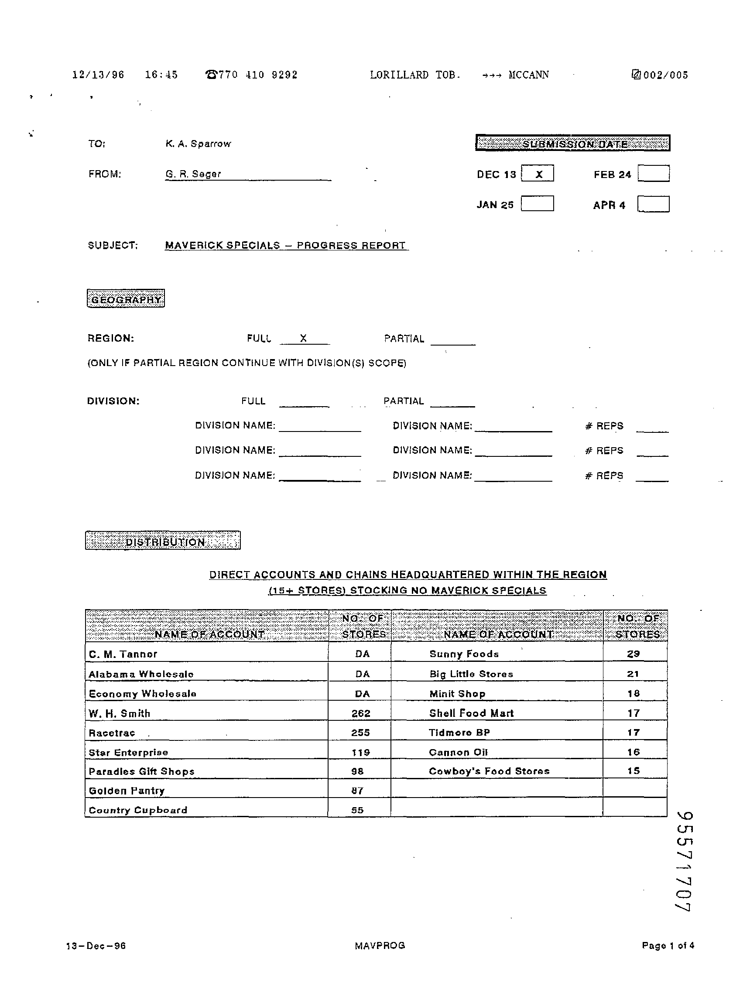 12/13/96 16:45 ☎770 410 9292 LORILLARD TOB. →→→ MCCANN 002/005
TO: K. A. Sparrow
SUBMISSION DATE
FROM: G. R. Seger
DEC 13 X FEB 24
JAN 25 APR 4
SUBJECT: MAVERICK SPECIALS – PROGRESS REPORT
GEOGRAPHY
REGION: FULL X PARTIAL
(ONLY IF PARTIAL REGION CONTINUE WITH DIVISION(S) SCOPE)
DIVISION: FULL PARTIAL
DIVISION NAME: DIVISION NAME: # REPS
DIVISION NAME: DIVISION NAME: # REPS
DIVISION NAME: DIVISION NAME: # REPS
DISTRIBUTION
DIRECT ACCOUNTS AND CHAINS HEADQUARTERED WITHIN THE REGION
(15+ STORES) STOCKING NO MAVERICK SPECIALS
NAME OF ACCOUNT NO. OF STORES NAME OF ACCOUNT NO. OF STORES
C. M. Tannor DA Sunny Foods 29
Alabama Wholesale DA Big Little Stores 21
Economy Wholesale DA Minit Shop 18
W. H. Smith 262 Shell Food Mart 17
Racetrac 255 Tidmore BP 17
Star Enterprise 119 Cannon Oil 16
Paradies Gift Shops 98 Cowboy's Food Stores 15
Golden Pantry 87
Country Cupboard 55
95571707
13–Dec–96 MAVPROG Page 1 of 4